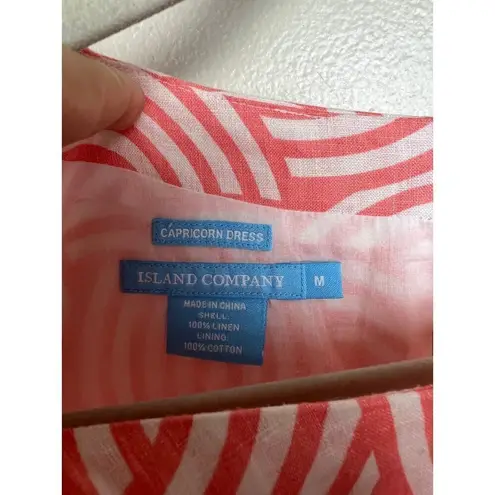 CAPRICORN DRESS
ISLAND COMPANY M
MADE IN CHINA
SHELL:
100% LINEN
LINING:
100% COTTON